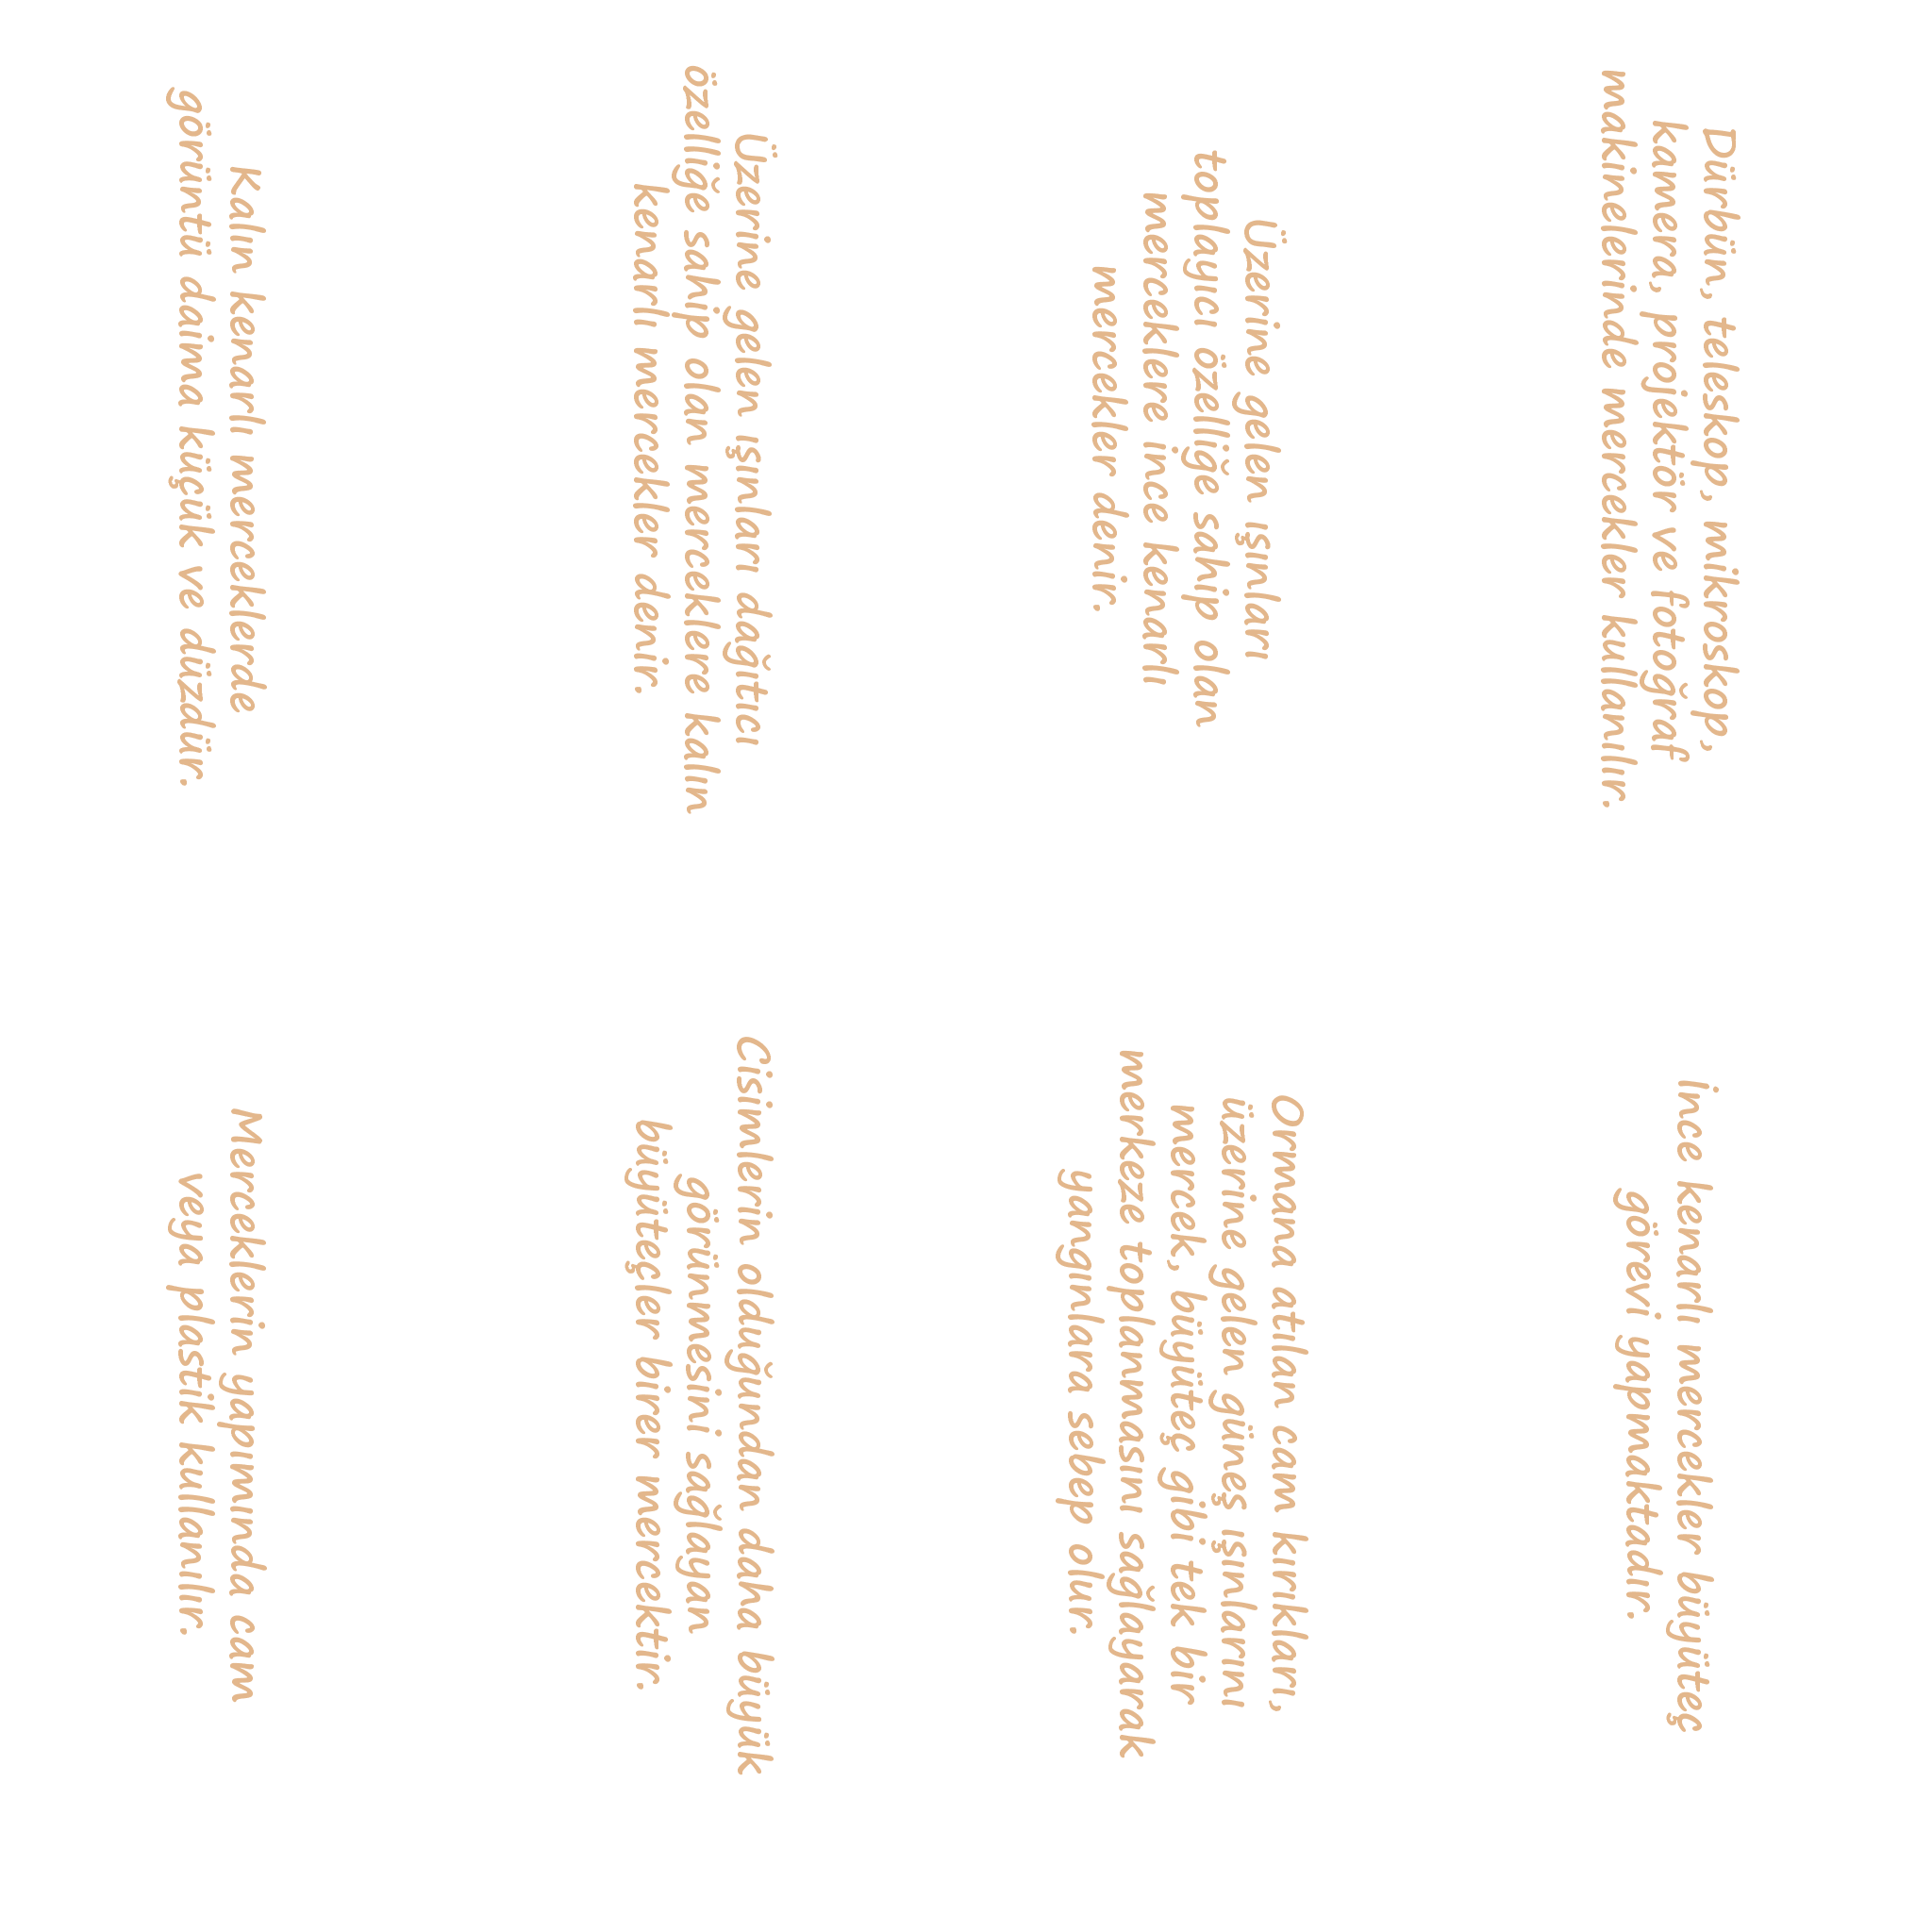 Dürbün, teleskop, mikroskop,
kamera, projektör ve fotoğraf
makinelerinde mercekler kullanılır.
İnce kenarlı mercekler büyüteç
görevi yapmaktadır.
Üzerine gelen ışınları
toplayıcı özelliğe sahip olan
merceklere ince kenarlı
mercekler denir.
Ormana atılan cam kırıkları,
üzerine gelen güneş ışınlarını
mercek, büyüteç gibi tek bir
merkeze toplanmasını sağlayarak
yangınlara sebep olur.
Üzerine gelen ışınları dağıtıcı
özelliğe sahip olan merceklere kalın
kenarlı mercekler denir.
Cisimlerin olduğundan daha büyük
görünmesini sağlayan
büyüteçler birer mercektir.
Kalın kenarlı merceklerde
görüntü daima küçük ve düzdür.
Merceklerin yapımında cam
veya plastik kullanılır.